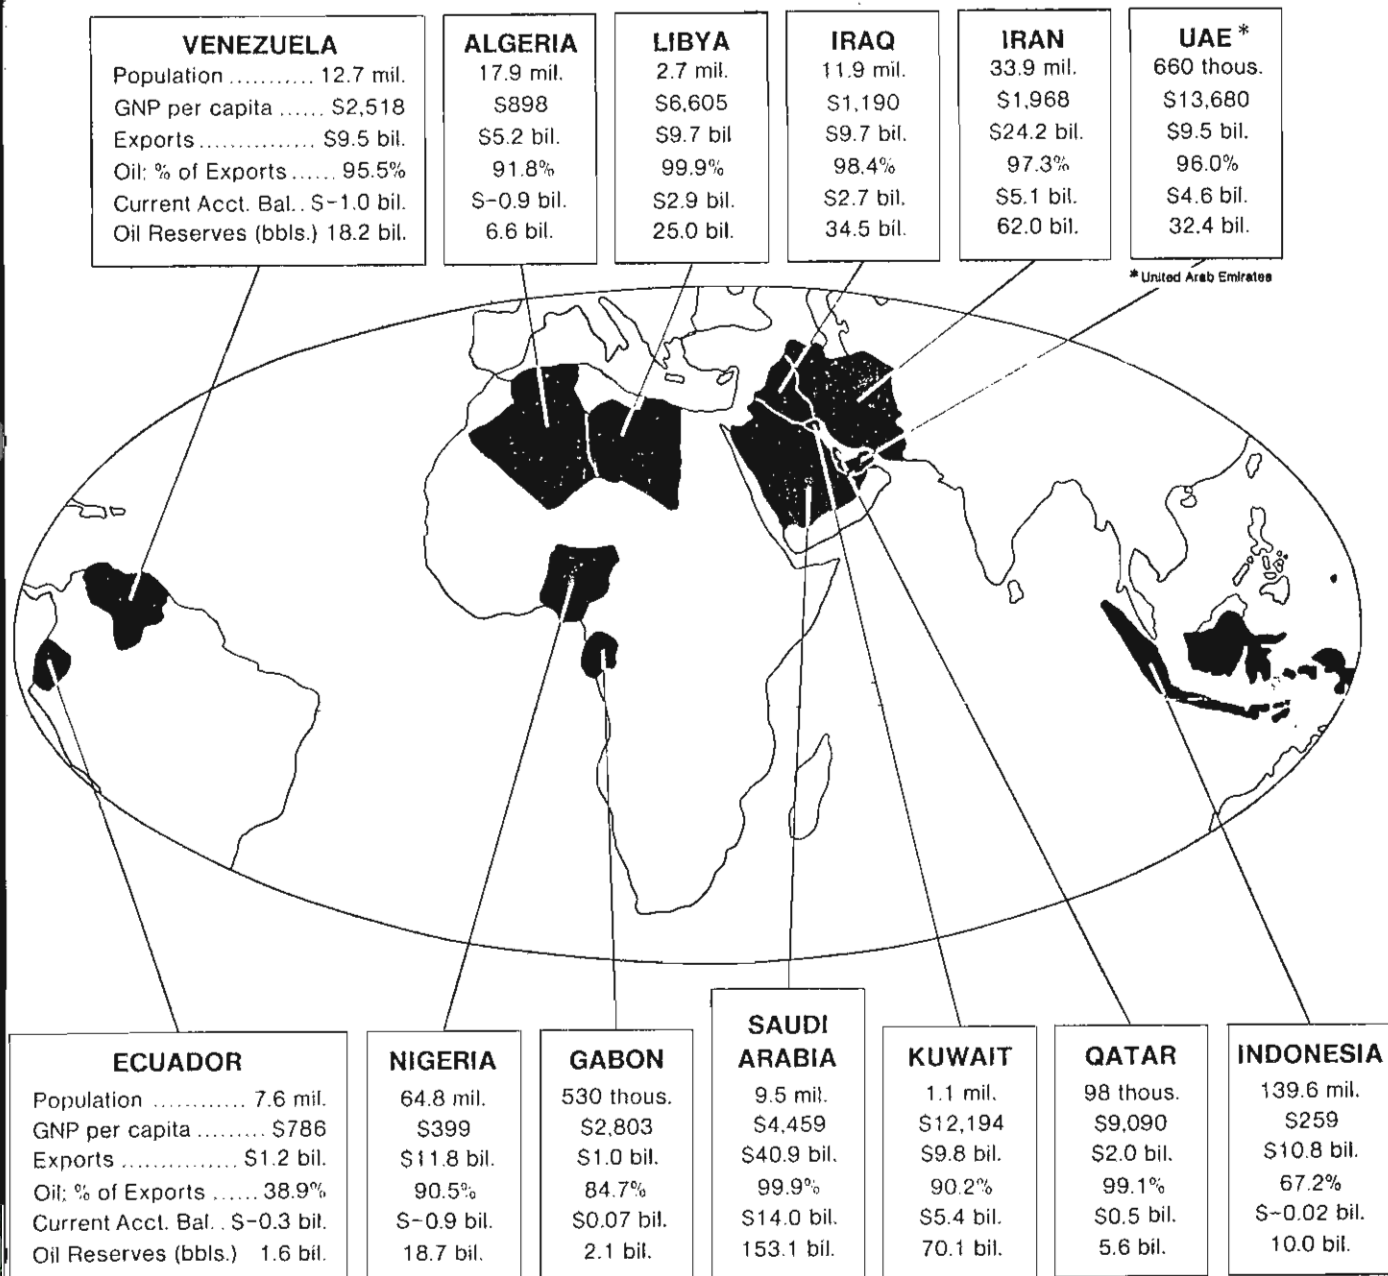 VENEZUELA
Population ........... 12.7 mil.
GNP per capita ...... $2,518
Exports ............... $9.5 bil.
Oil: % of Exports ...... 95.5%
Current Acct. Bal. . $-1.0 bil.
Oil Reserves (bbls.) 18.2 bil.
ALGERIA
17.9 mil.
$898
$5.2 bil.
91.8%
$-0.9 bil.
6.6 bil.
LIBYA
2.7 mil.
$6,605
$9.7 bil
99.9%
$2.9 bil.
25.0 bil.
IRAQ
11.9 mil.
$1,190
$9.7 bil.
98.4%
$2.7 bil.
34.5 bil.
IRAN
33.9 mil.
$1,968
$24.2 bil.
97.3%
$5.1 bil.
62.0 bil.
UAE *
660 thous.
$13,680
$9.5 bil.
96.0%
$4.6 bil.
32.4 bil.
* United Arab Emirates
ECUADOR
Population ............ 7.6 mil.
GNP per capita ......... $786
Exports ............... $1.2 bil.
Oil: % of Exports ...... 38.9%
Current Acct. Bal. . $-0.3 bil.
Oil Reserves (bbls.) 1.6 bil.
NIGERIA
64.8 mil.
$399
$11.8 bil.
90.5%
$-0.9 bil.
18.7 bil.
GABON
530 thous.
$2,803
$1.0 bil.
84.7%
$0.07 bil.
2.1 bil.
SAUDI
ARABIA
9.5 mil.
$4,459
$40.9 bil.
99.9%
$14.0 bil.
153.1 bil.
KUWAIT
1.1 mil.
$12,194
$9.8 bil.
90.2%
$5.4 bil.
70.1 bil.
QATAR
98 thous.
$9,090
$2.0 bil.
99.1%
$0.5 bil.
5.6 bil.
INDONESIA
139.6 mil.
$259
$10.8 bil.
67.2%
$-0.02 bil.
10.0 bil.